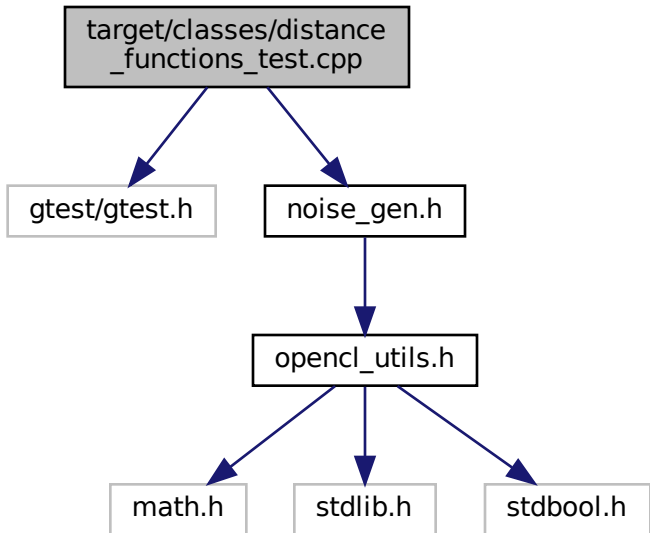 target/classes/distance
_functions_test.cpp
gtest/gtest.h
noise_gen.h
opencl_utils.h
math.h
stdlib.h
stdbool.h